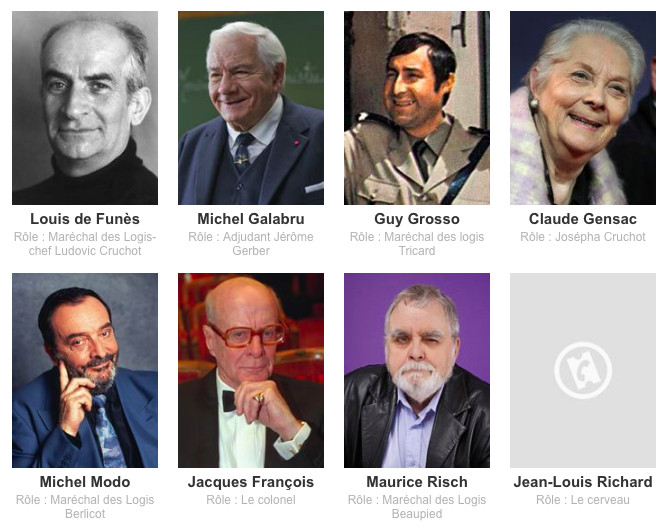 Louis de Funès
Rôle : Maréchal des Logis-
chef Ludovic Cruchot
Michel Galabru
Rôle : Adjudant Jérôme
Gerber
Guy Grosso
Rôle : Maréchal des logis
Tricard
Claude Gensac
Rôle : Josépha Cruchot
Michel Modo
Rôle : Maréchal des Logis
Berlicot
Jacques François
Rôle : Le colonel
Maurice Risch
Rôle : Maréchal des Logis
Beaupied
Jean-Louis Richard
Rôle : Le cerveau